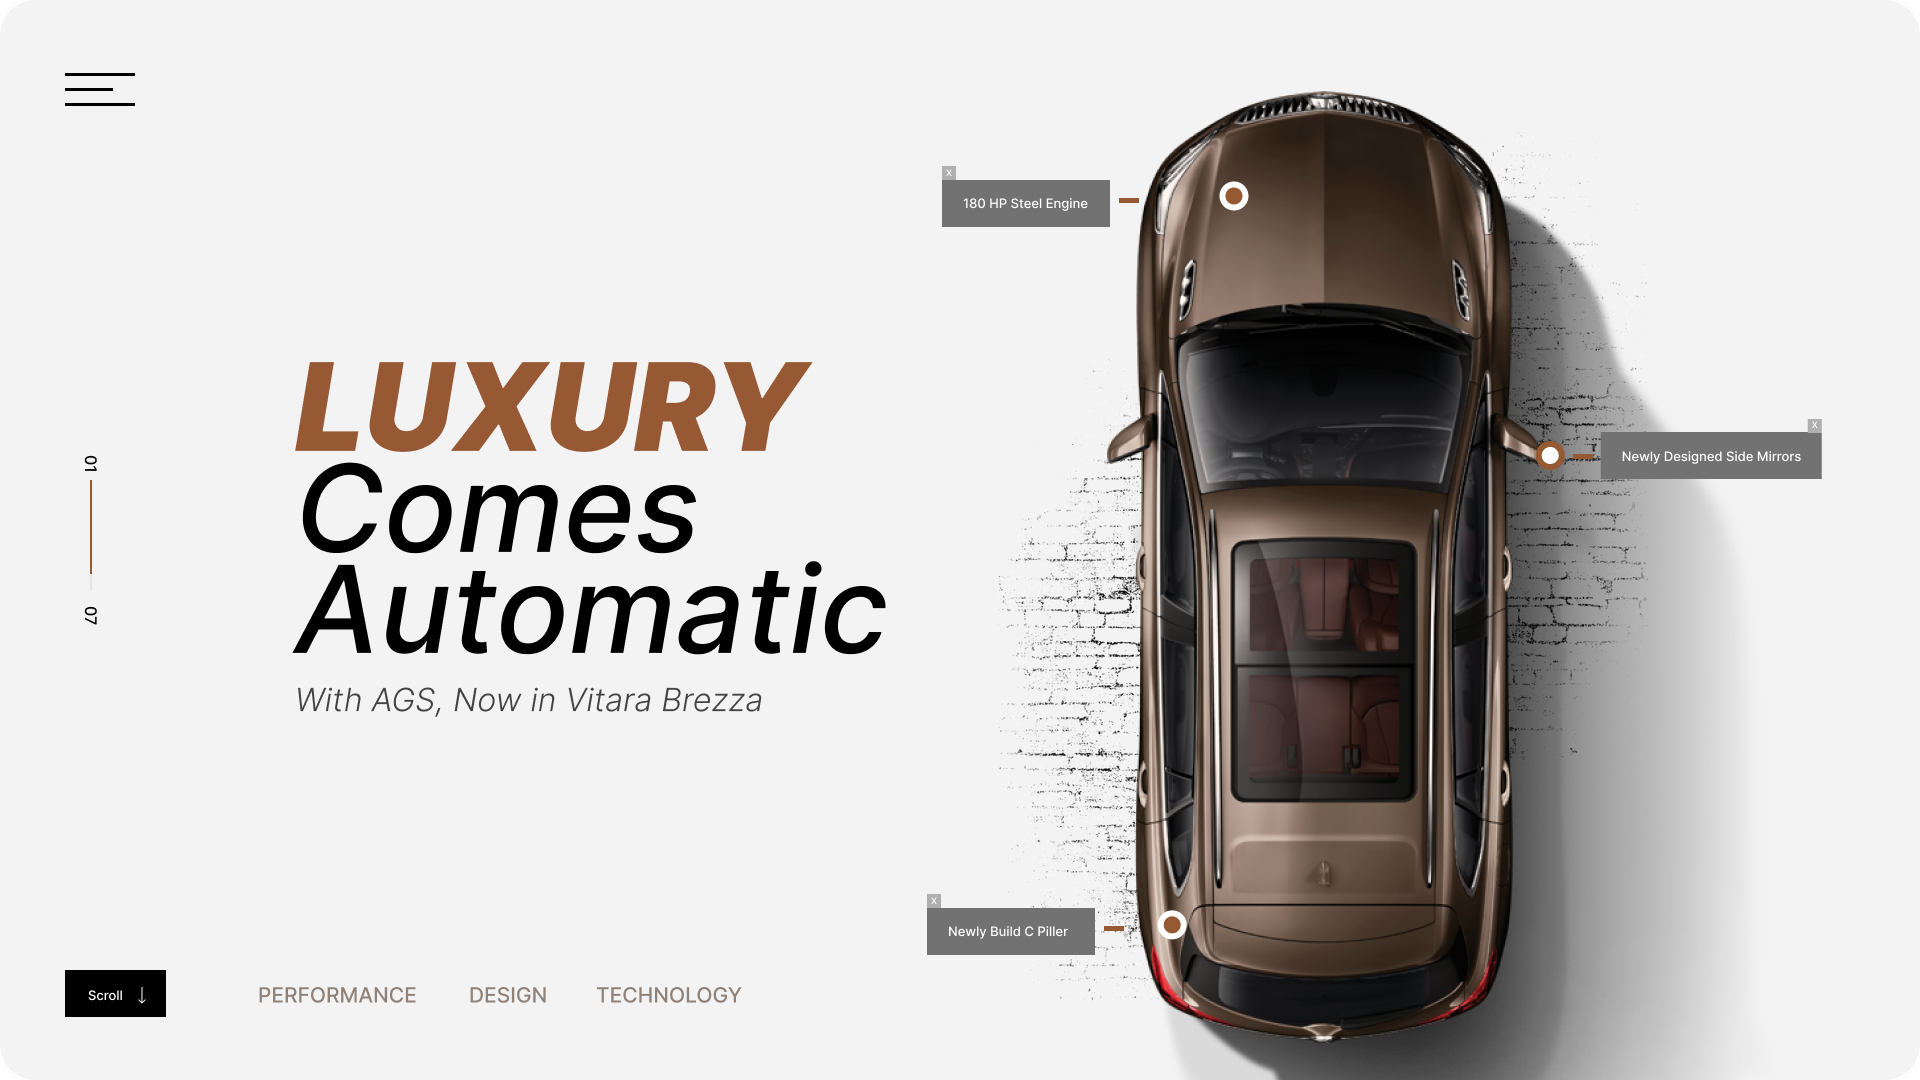 x
180 HP Steel Engine
LUXURY
Comes
Automatic
With AGS, Now in Vitara Brezza
x
Newly Designed Side Mirrors
01
07
x
Newly Build C Piller
Scroll ↓
PERFORMANCE
DESIGN
TECHNOLOGY